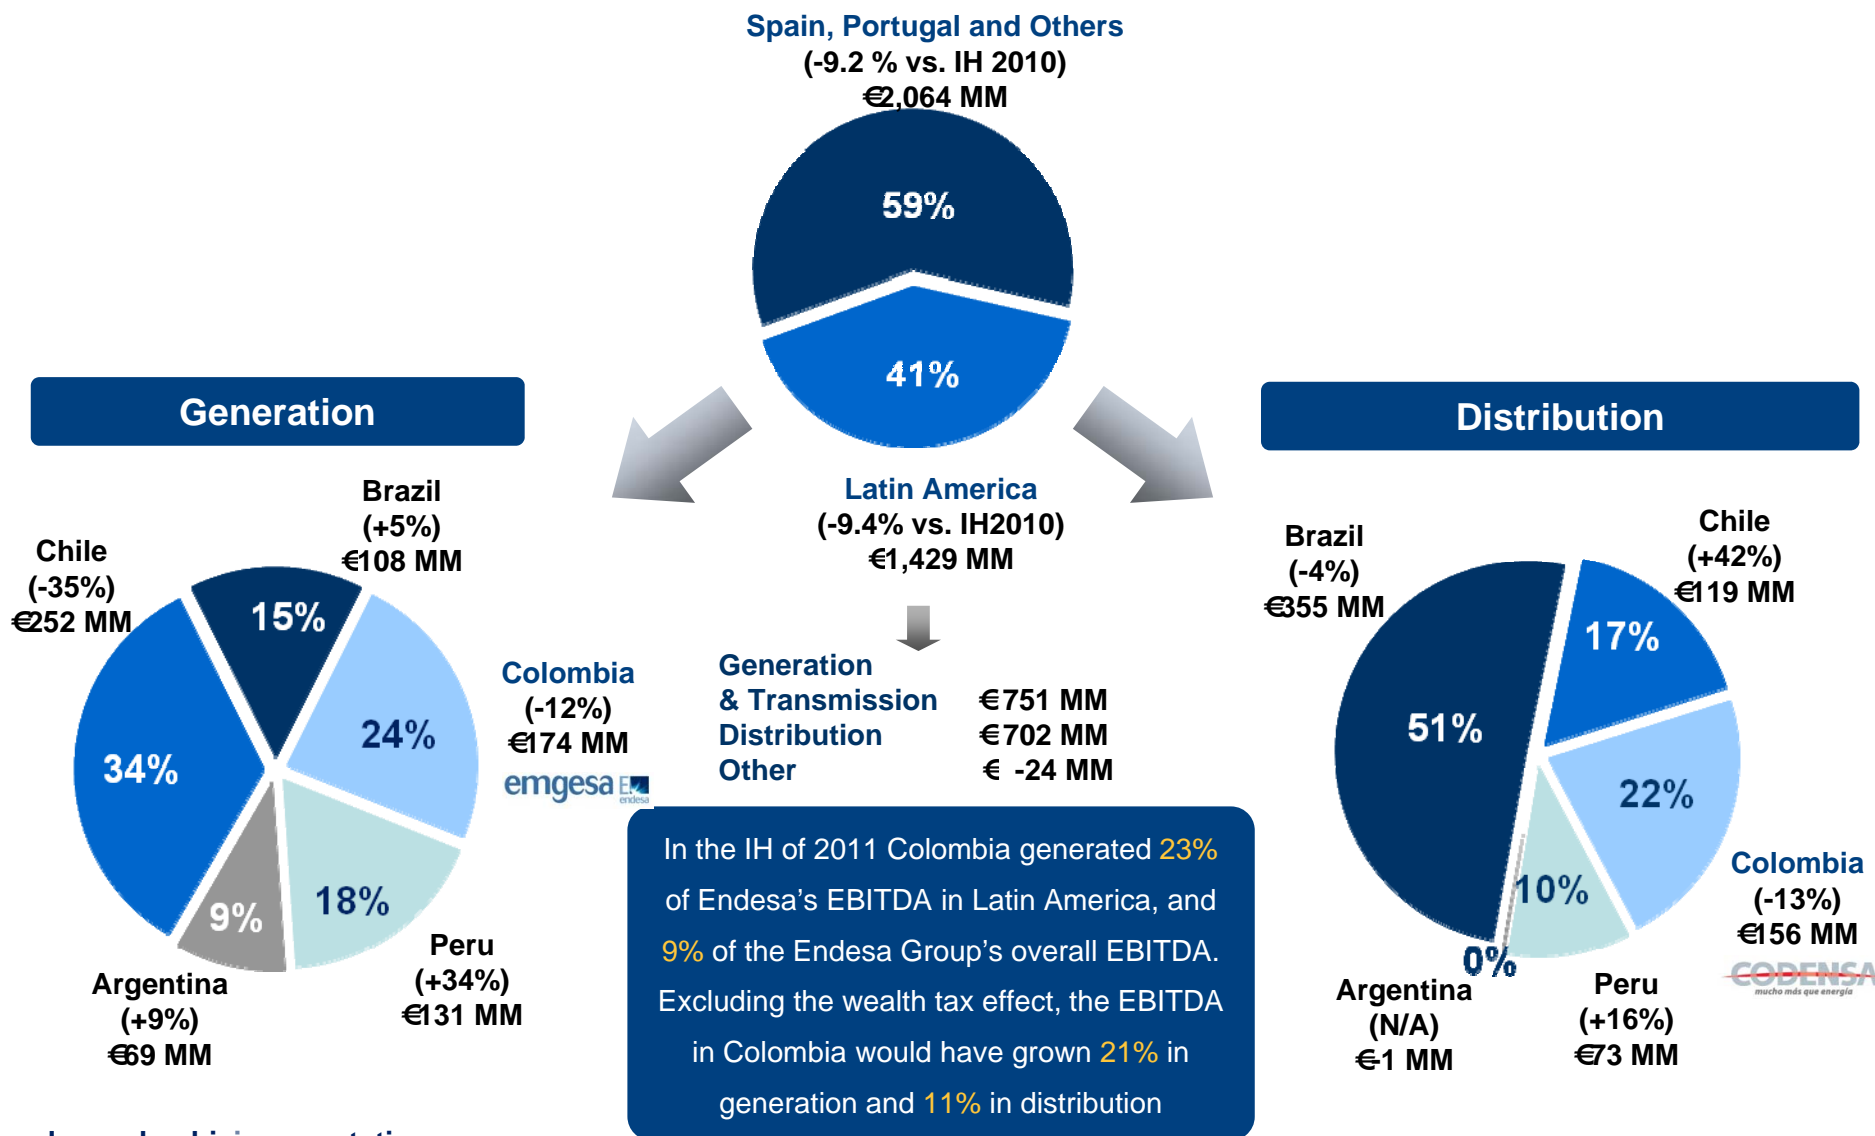 Spain, Portugal and Others
(-9.2 % vs. IH 2010)
€2,064 MM
59%
41%
Latin America
(-9.4% vs. IH2010)
€1,429 MM
Generation
& Transmission €751 MM
Distribution €702 MM
Other € -24 MM
Generation
Brazil
(+5%)
€108 MM
Chile
(-35%)
€252 MM
15%
24%
34%
18%
9%
Colombia
(-12%)
€174 MM
emgesa
endesa
Peru
(+34%)
€131 MM
Argentina
(+9%)
€69 MM
In the IH of 2011 Colombia generated 23%
of Endesa's EBITDA in Latin America, and
9% of the Endesa Group's overall EBITDA.
Excluding the wealth tax effect, the EBITDA
in Colombia would have grown 21% in
generation and 11% in distribution
Distribution
Brazil
(-4%)
€355 MM
Chile
(+42%)
€119 MM
17%
51%
22%
10%
0%
Colombia
(-13%)
€156 MM
CODENSA
mucho más que energía
Peru
(+16%)
€73 MM
Argentina
(N/A)
€-1 MM